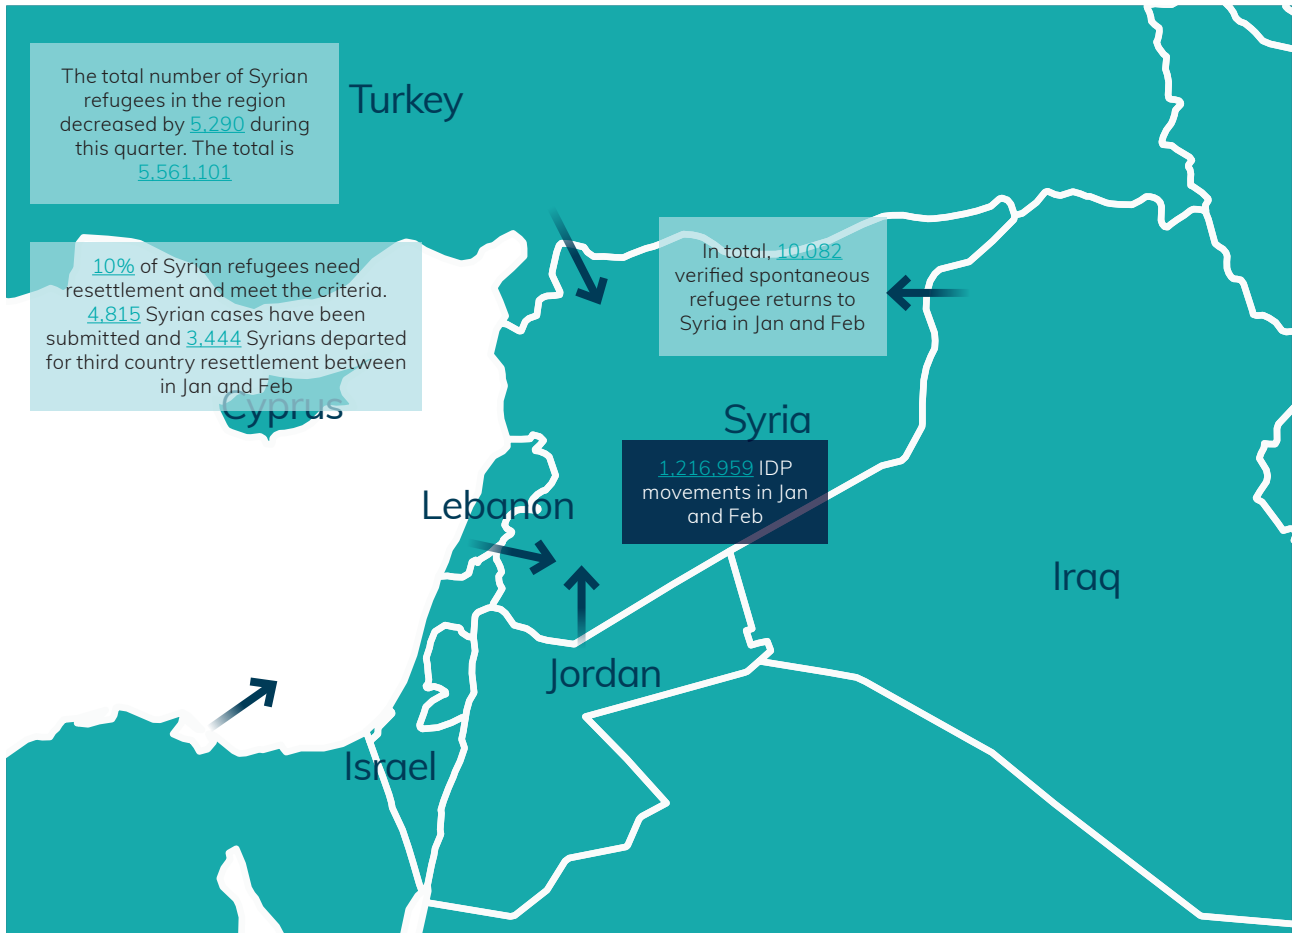 The total number of Syrian
refugees in the region
decreased by 5,290 during
this quarter. The total is
5,561,101
Turkey
10% of Syrian refugees need
resettlement and meet the criteria.
4,815 Syrian cases have been
submitted and 3,444 Syrians departed
for third country resettlement between
in Jan and Feb
Cyprus
In total, 10,082
verified spontaneous
refugee returns to
Syria in Jan and Feb
Syria
1,216,959 IDP
movements in Jan
and Feb
Lebanon
Iraq
Jordan
Israel